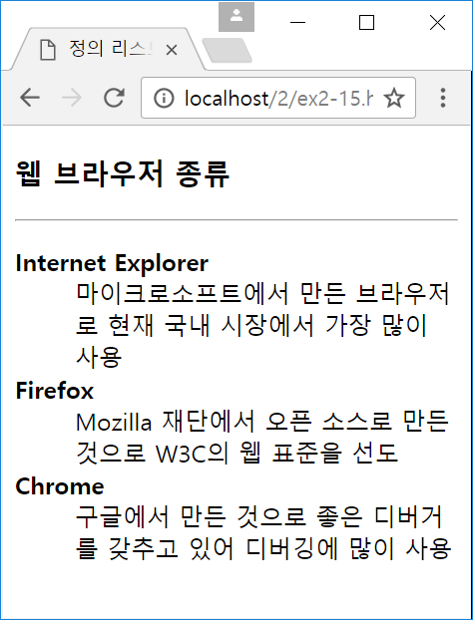 정의 리스
localhost/2/ex2-15.h
웹 브라우저 종류
Internet Explorer
마이크로소프트에서 만든 브라우저
로 현재 국내 시장에서 가장 많이
사용
Firefox
Mozilla 재단에서 오픈 소스로 만든
것으로 W3C의 웹 표준을 선도
Chrome
구글에서 만든 것으로 좋은 디버거
를 갖추고 있어 디버깅에 많이 사용